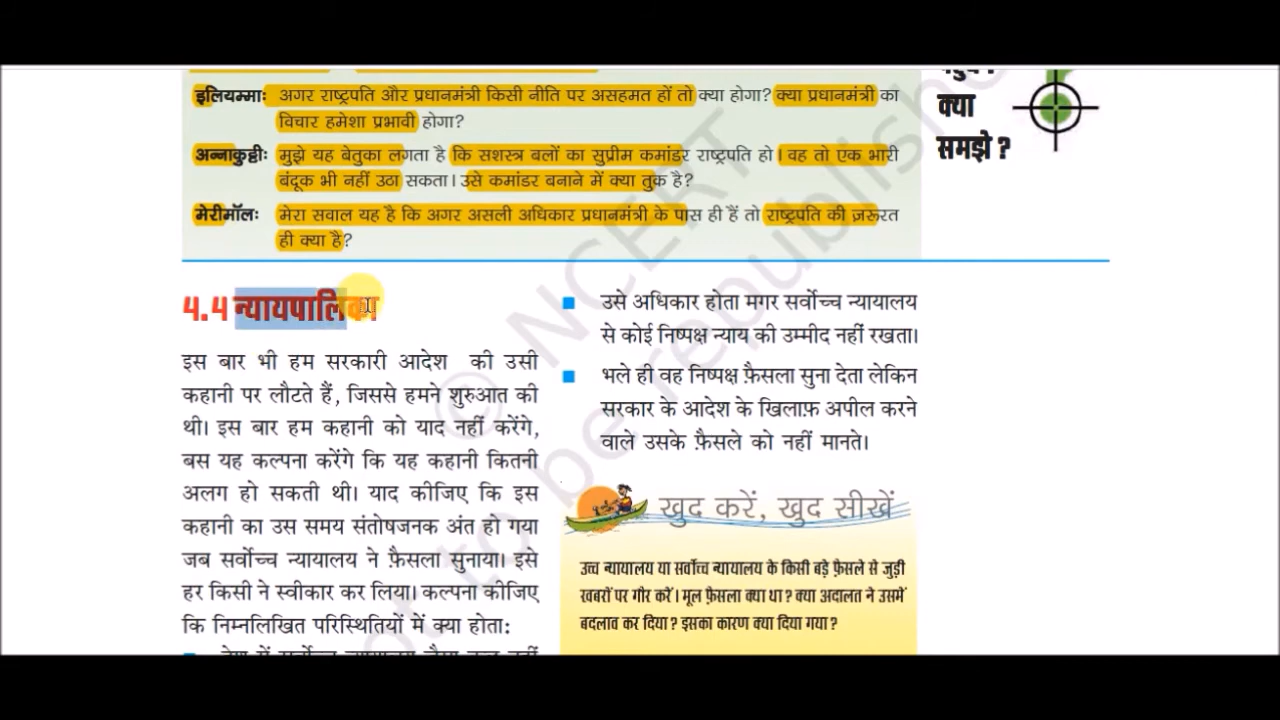 इलियम्माः अगर राष्ट्रपति और प्रधानमंत्री किसी नीति पर असहमत हों तो क्या होगा? क्या प्रधानमंत्री का
विचार हमेशा प्रभावी होगा?
अन्नाकुट्टीः मुझे यह बेतुका लगता है कि सशस्त्र बलों का सुप्रीम कमांडर राष्ट्रपति हो। वह तो एक भारी
बंदूक भी नहीं उठा सकता। उसे कमांडर बनाने में क्या तुक है?
मेरीमॉलः मेरा सवाल यह है कि अगर असली अधिकार प्रधानमंत्री के पास ही हैं तो राष्ट्रपति की ज़रूरत
ही क्या है?
क्या
समझे?
4.4 न्यायपालिका
इस बार भी हम सरकारी आदेश की उसी
कहानी पर लौटते हैं, जिससे हमने शुरुआत की
थी। इस बार हम कहानी को याद नहीं करेंगे,
बस यह कल्पना करेंगे कि यह कहानी कितनी
अलग हो सकती थी। याद कीजिए कि इस
कहानी का उस समय संतोषजनक अंत हो गया
जब सर्वोच्च न्यायालय ने फ़ैसला सुनाया। इसे
हर किसी ने स्वीकार कर लिया। कल्पना कीजिए
कि निम्नलिखित परिस्थितियों में क्या होता:
■ उसे अधिकार होता मगर सर्वोच्च न्यायालय
से कोई निष्पक्ष न्याय की उम्मीद नहीं रखता।
■ भले ही वह निष्पक्ष फ़ैसला सुना देता लेकिन
सरकार के आदेश के खिलाफ़ अपील करने
वाले उसके फ़ैसले को नहीं मानते।
खुद करें, खुद सीखें
उच्च न्यायालय या सर्वोच्च न्यायालय के किसी बड़े फ़ैसले से जुड़ी
खबरों पर गौर करें। मूल फ़ैसला क्या था? क्या अदालत ने उसमें
बदलाव कर दिया? इसका कारण क्या दिया गया?
© NCERT
not to be republished